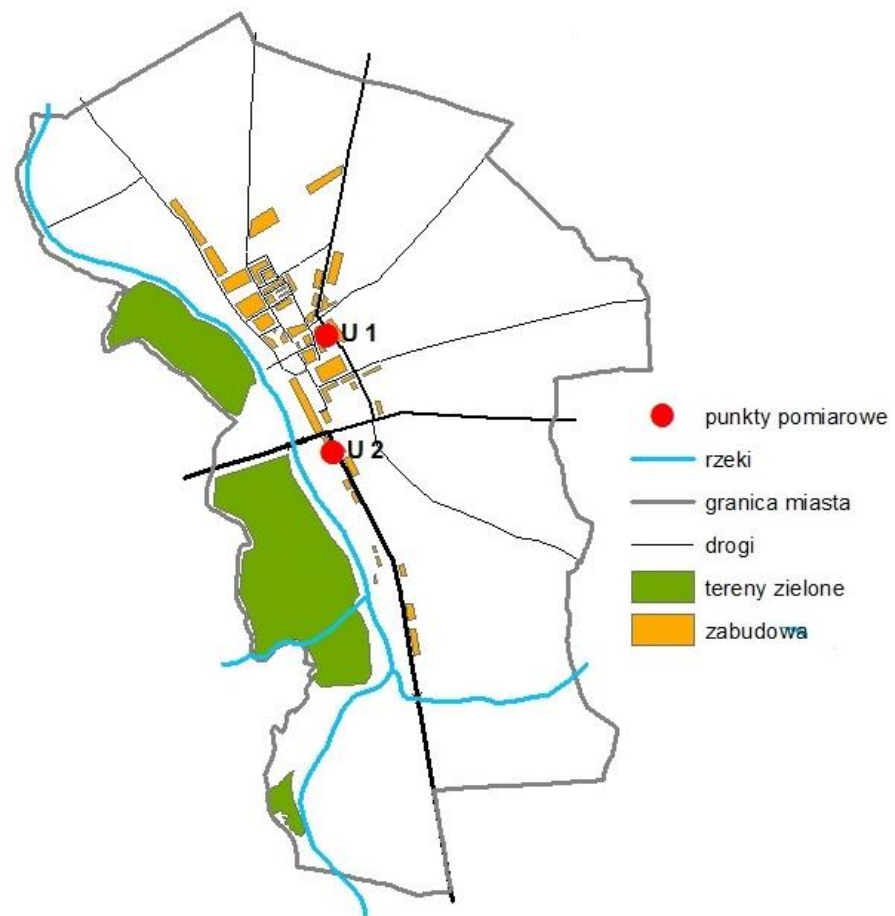 U 1
U 2
punkty pomiarowe
rzeki
granica miasta
drogi
tereny zielone
zabudowa